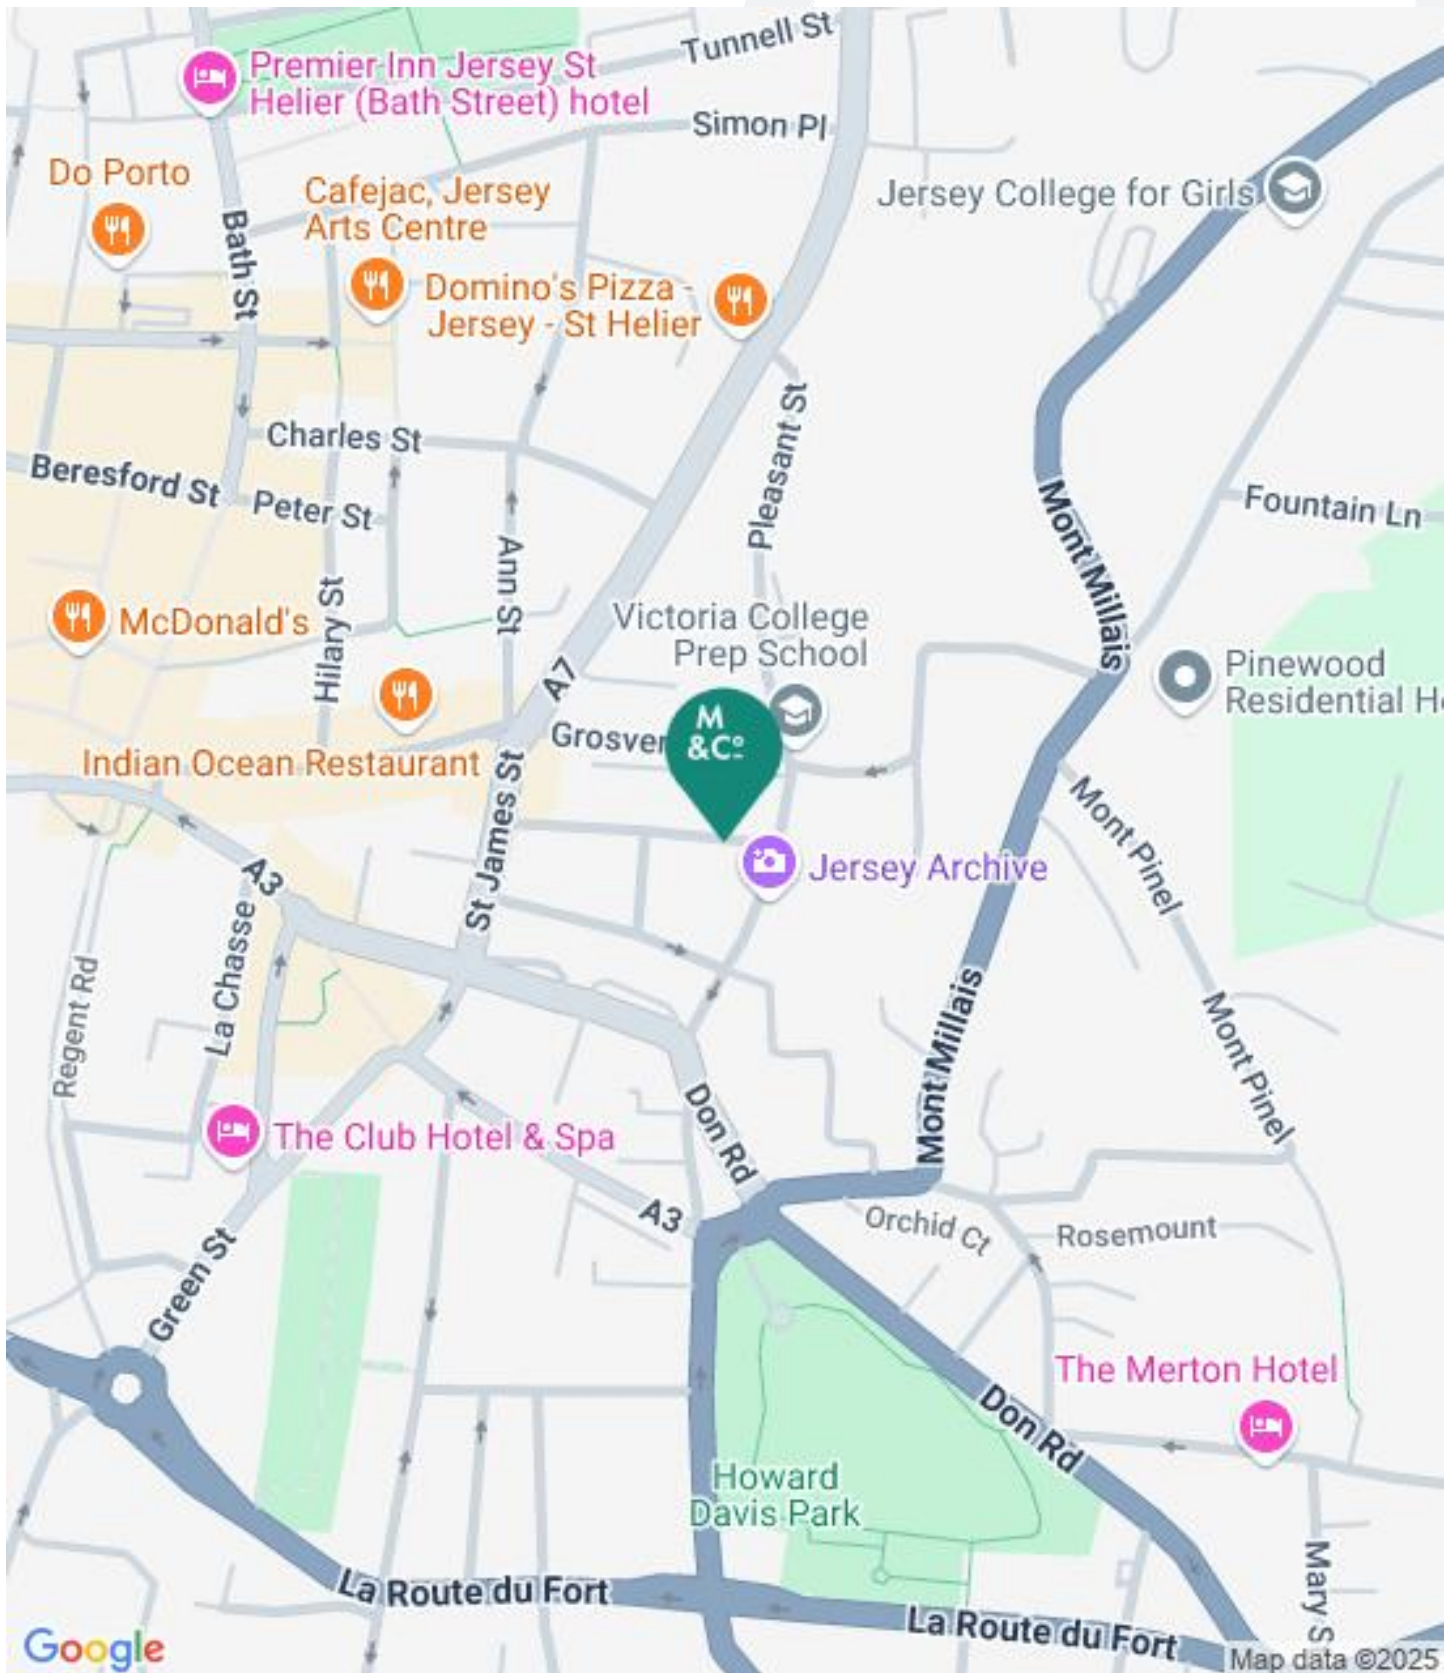 Tunnell St
Premier Inn Jersey St
Helier (Bath Street) hotel
Simon Pl
Do Porto
Cafejac, Jersey
Arts Centre
Jersey College for Girls
Bath St
Domino's Pizza -
Jersey - St Helier
Pleasant St
Charles St
Beresford St
Peter St
Fountain Ln
Mont Millais
Ann St
McDonald's
Hilary St
Victoria College
Prep School
A7
Pinewood
Residential H
M
&Co
Grosve
Indian Ocean Restaurant
St James St
Mont Pinel
A3
Jersey Archive
La Chasse
Regent Rd
Mont Millais
Mont Pinel
Don Rd
The Club Hotel & Spa
A3
Orchid Ct
Rosemount
Green St
The Merton Hotel
Don Rd
Howard
Davis Park
La Route du Fort
Mary S
La Route du Fort
Google
Map data ©2025